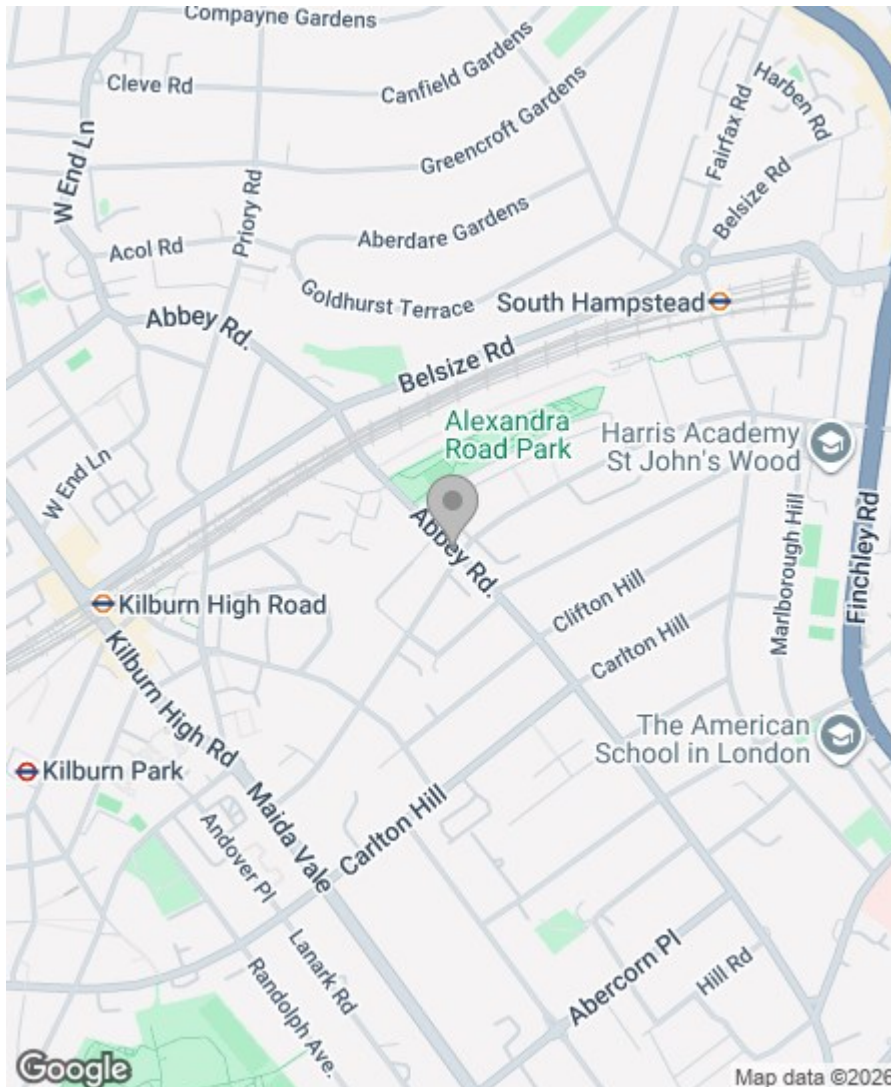 Compayne Gardens
Cleve Rd
Canfield Gardens
Harben Rd
Fairfax Rd
Greencroft Gardens
W End Ln
Priory Rd
Belsize Rd
Aberdare Gardens
Acol Rd
Goldhurst Terrace
South Hampstead
Abbey Rd.
Belsize Rd
Alexandra
Road Park
Harris Academy
St John's Wood
W End Ln
Abbey Rd.
Marlborough Hill
Finchley Rd
Kilburn High Road
Clifton Hill
Carlton Hill
Kilburn High Rd
The American
School in London
Kilburn Park
Maida Vale
Carlton Hill
Andover Pl
Lanark Rd
Abercorn Pl
Hill Rd
Randolph Ave.
Google
Map data ©2026